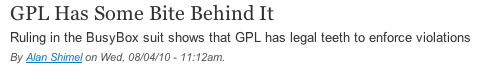 GPL Has Some Bite Behind It
Ruling in the BusyBox suit shows that GPL has legal teeth to enforce violations
By Alan Shimel on Wed, 08/04/10 - 11:12am.